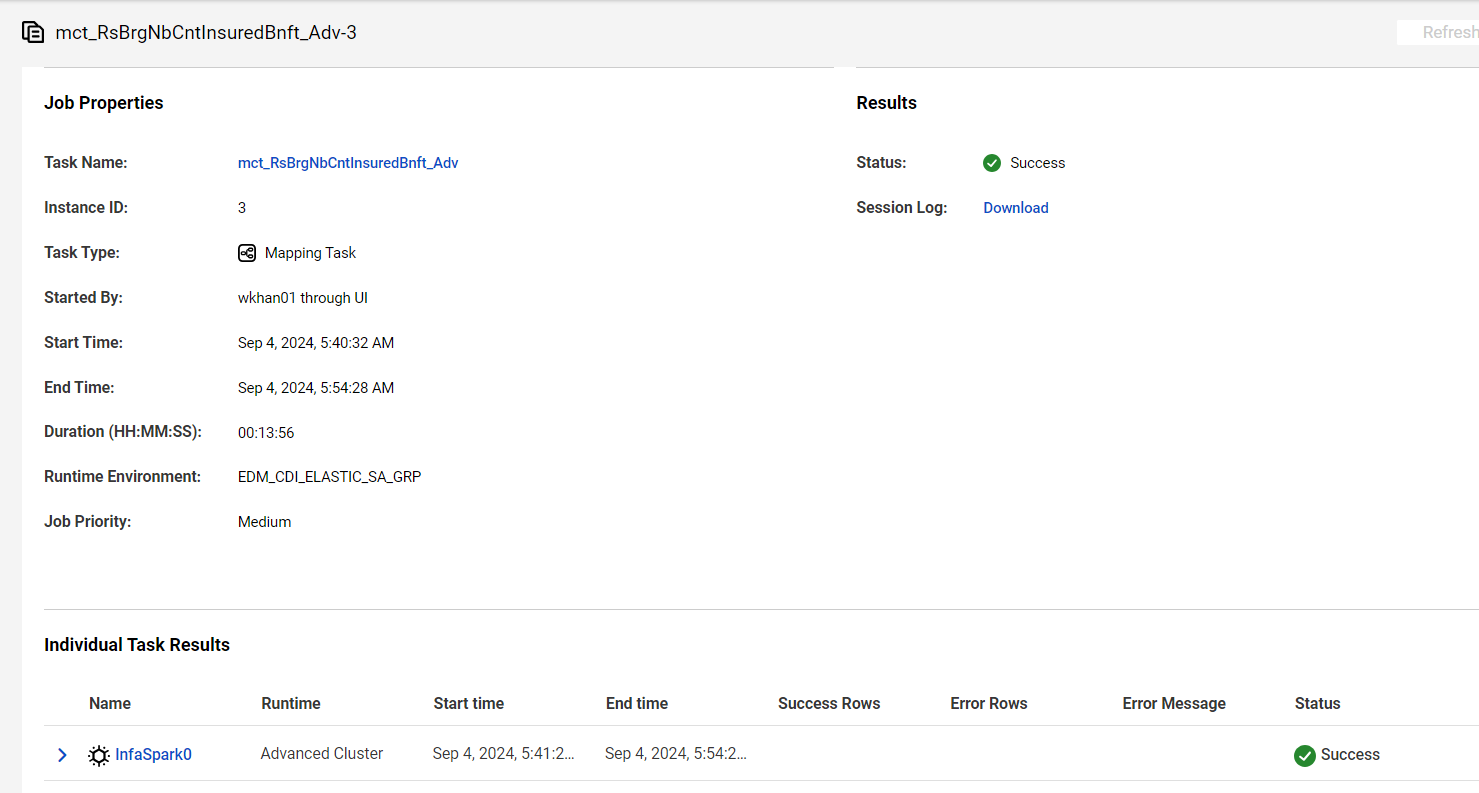 mct_RsBrgNbCntInsuredBnft_Adv-3
Refresh
Job Properties
Task Name: mct_RsBrgNbCntInsuredBnft_Adv
Instance ID: 3
Task Type: Mapping Task
Started By: wkhan01 through UI
Start Time: Sep 4, 2024, 5:40:32 AM
End Time: Sep 4, 2024, 5:54:28 AM
Duration (HH:MM:SS): 00:13:56
Runtime Environment: EDM_CDI_ELASTIC_SA_GRP
Job Priority: Medium
Results
Status: Success
Session Log: Download
Individual Task Results
Name Runtime Start time End time Success Rows Error Rows Error Message Status
InfaSpark0 Advanced Cluster Sep 4, 2024, 5:41:2... Sep 4, 2024, 5:54:2... Success